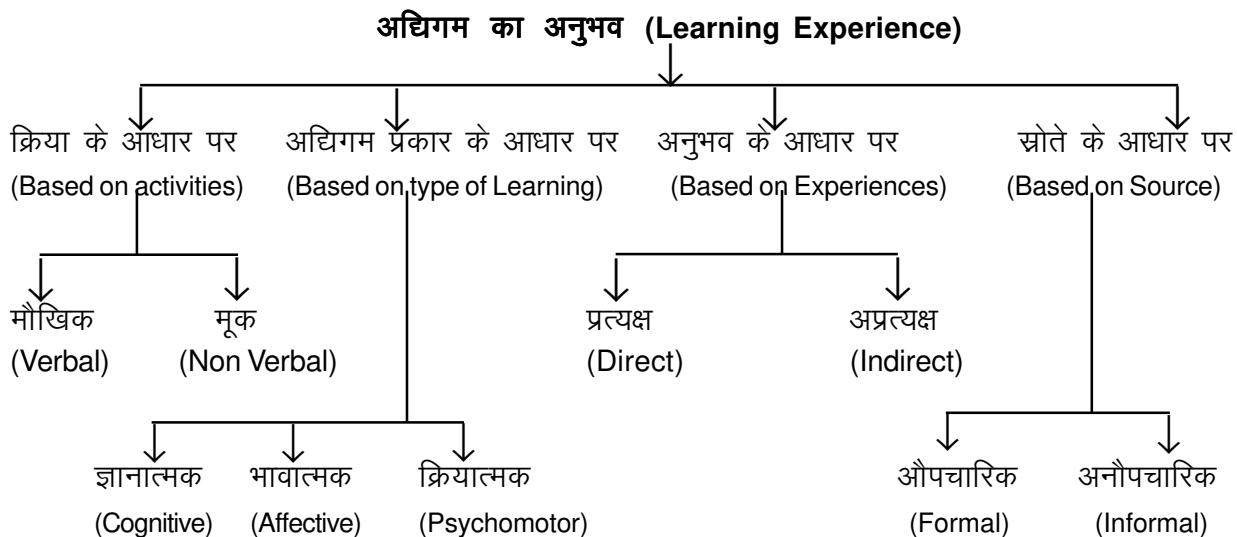 अद्यिगम का अनुभव (Learning Experience)
क्रिया के आधार पर
(Based on activities)
अद्यिगम प्रकार के आधार पर
(Based on type of Learning)
अनुभव के आधार पर
(Based on Experiences)
स्रोते के आधार पर
(Based on Source)
मौखिक
(Verbal)
मूक
(Non Verbal)
प्रत्यक्ष
(Direct)
अप्रत्यक्ष
(Indirect)
ज्ञानात्मक
(Cognitive)
भावात्मक
(Affective)
क्रियात्मक
(Psychomotor)
औपचारिक
(Formal)
अनौपचारिक
(Informal)